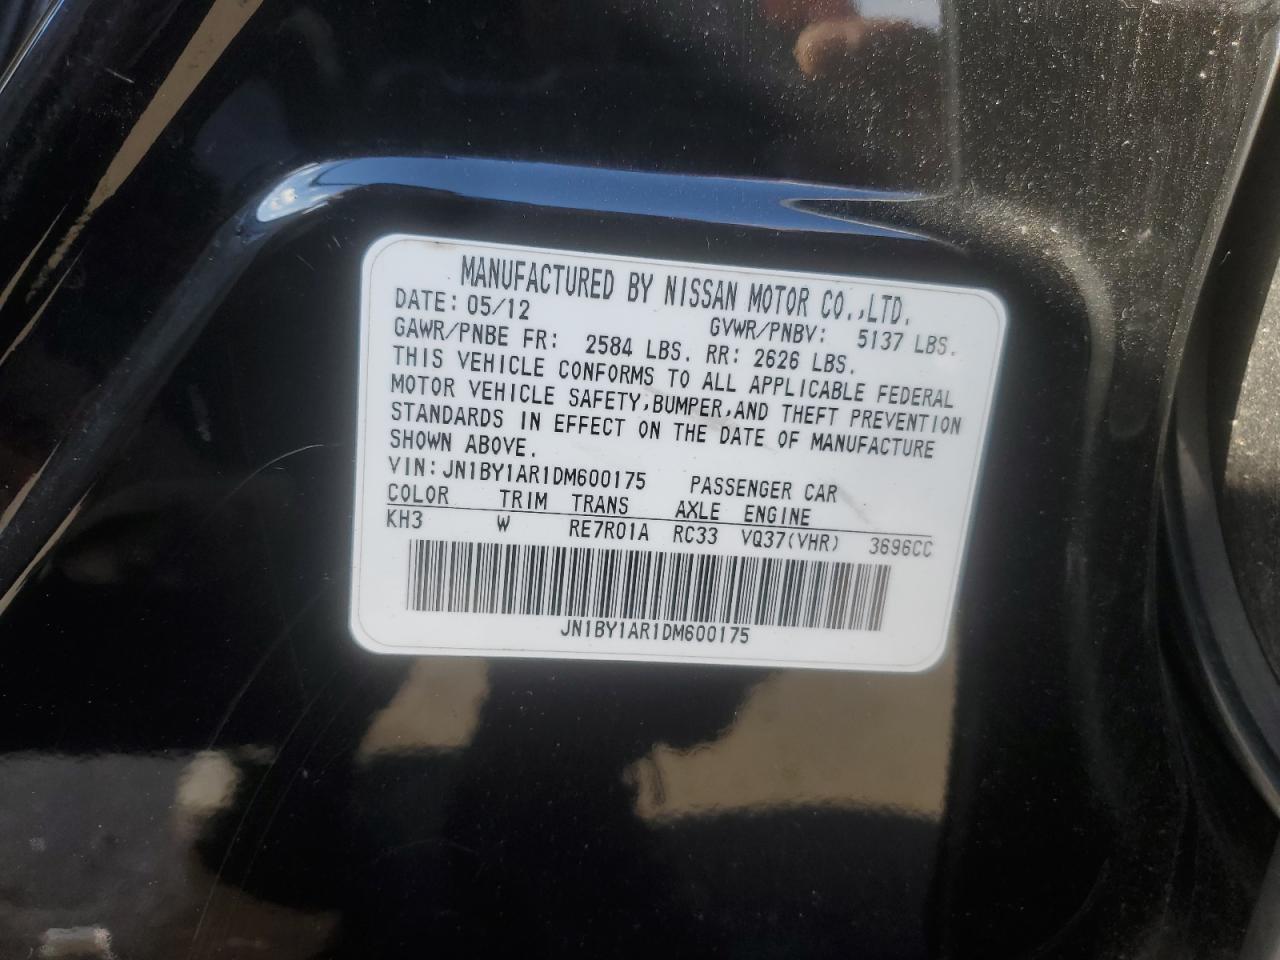 MANUFACTURED BY NISSAN MOTOR CO.,LTD.
DATE: 05/12 GVWR/PNBV: 5137 LBS.
GAWR/PNBE FR: 2584 LBS. RR: 2626 LBS.
THIS VEHICLE CONFORMS TO ALL APPLICABLE FEDERAL
MOTOR VEHICLE SAFETY,BUMPER,AND THEFT PREVENTION
STANDARDS IN EFFECT ON THE DATE OF MANUFACTURE
SHOWN ABOVE.
VIN:JN1BY1AR1DM600175 PASSENGER CAR
COLOR TRIM TRANS AXLE ENGINE
KH3 W RE7R01A RC33 VQ37(VHR) 3696CC
JN1BY1AR1DM600175